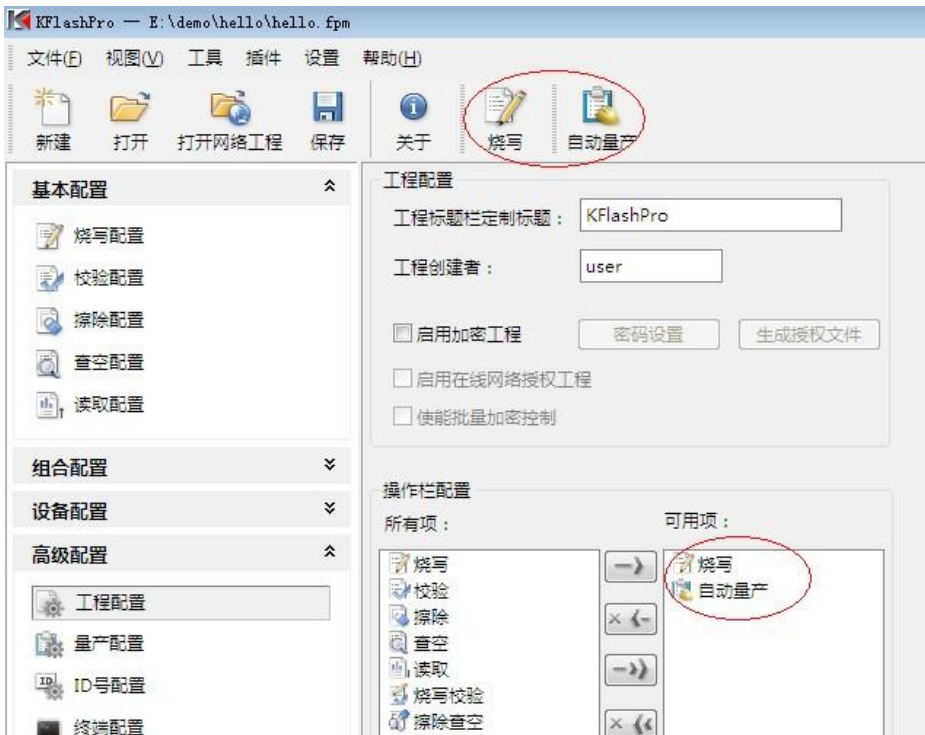 KFlashPro — E:\demo\hello\hello.fpm
文件(F) 视图(V) 工具 插件 设置 帮助(H)
新建 打开 打开网络工程 保存 关于 烧写 自动量产
基本配置
烧写配置
校验配置
擦除配置
查空配置
读取配置
组合配置
设备配置
高级配置
工程配置
量产配置
ID号配置
终端配置
工程配置
工程标题栏定制标题： KFlashPro
工程创建者： user
启用加密工程 密码设置 生成授权文件
启用在线网络授权工程
使能批量加密控制
操作栏配置
所有项：
烧写
校验
擦除
查空
读取
烧写校验
擦除查空
可用项：
烧写
自动量产